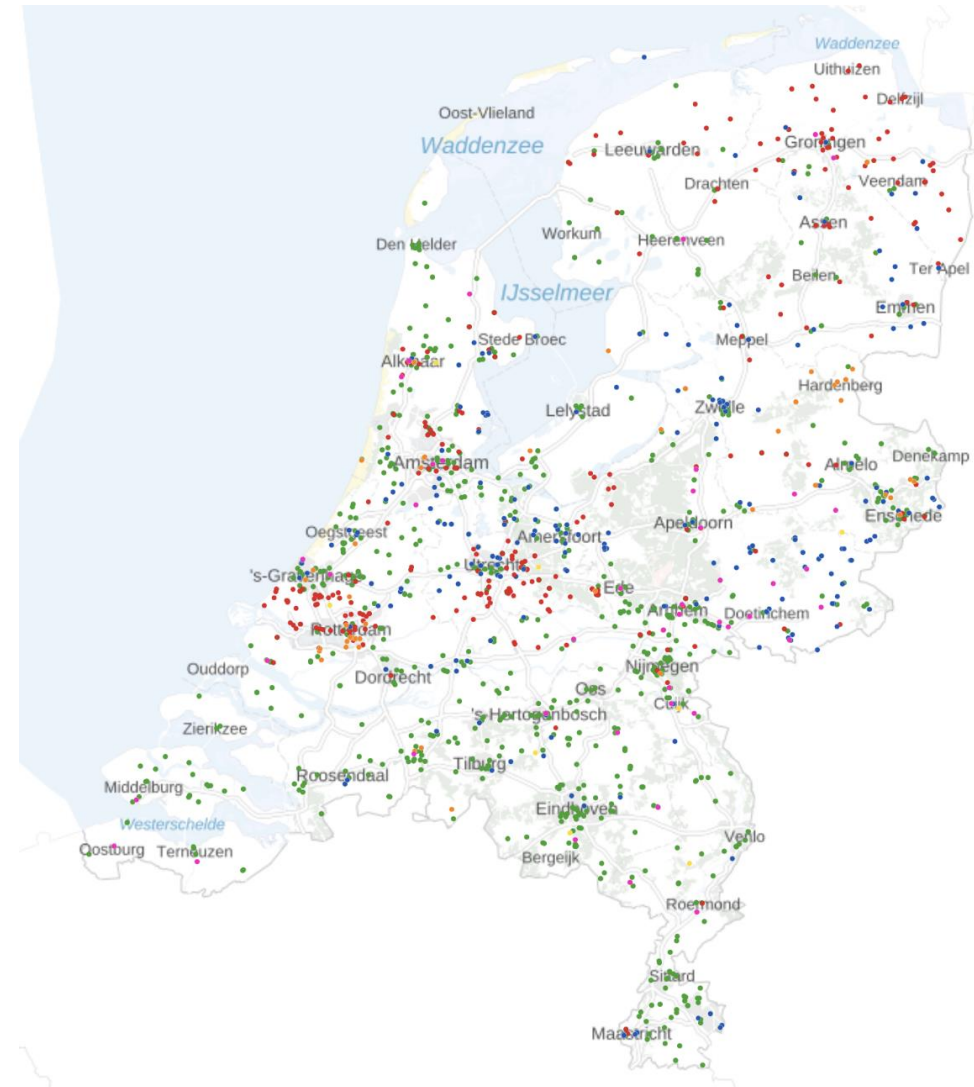 Waddenzee
Uithuizen
Delfzijl
Oost-Vlieland
Waddenzee
Leeuwarden
Groningen
Drachten
Veendam
Assen
Workum
Den Helder
Heerenveen
Beilen
Ter Apel
IJsselmeer
Emmen
Stede Broec
Meppel
Alkmaar
Hardenberg
Lelystad
Zwolle
Amsterdam
Almelo
Denekamp
Enschede
Apeldoorn
Oegstgeest
Amersfoort
Utrecht
's-Gravenhage
Ede
Arnhem
Doetinchem
Rotterdam
Nijmegen
Ouddorp
Dordrecht
Oss
Cuijk
's-Hertogenbosch
Zierikzee
Tilburg
Roosendaal
Middelburg
Eindhoven
Westerschelde
Venlo
Oostburg
Terneuzen
Bergeijk
Roermond
Sittard
Maastricht